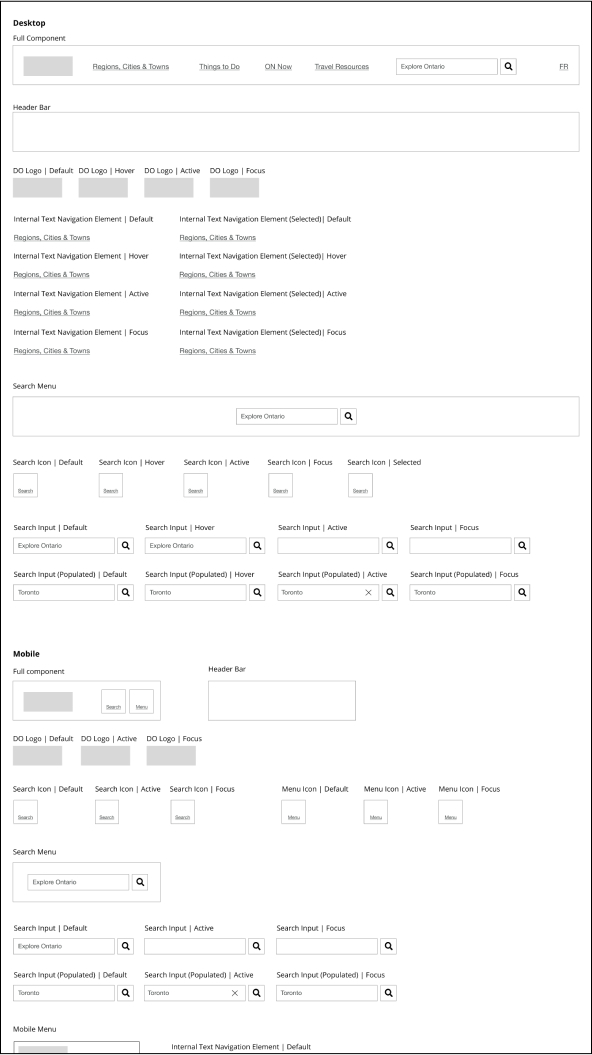 Desktop
Full Component
Regions, Cities & Towns Things to Do ON Now Travel Resources Explore Ontario FR
Header Bar
DO Logo | Default DO Logo | Hover DO Logo | Active DO Logo | Focus
Internal Text Navigation Element | Default Internal Text Navigation Element (Selected)| Default
Regions, Cities & Towns Regions, Cities & Towns
Internal Text Navigation Element | Hover Internal Text Navigation Element (Selected)| Hover
Regions, Cities & Towns Regions, Cities & Towns
Internal Text Navigation Element | Active Internal Text Navigation Element (Selected)| Active
Regions, Cities & Towns Regions, Cities & Towns
Internal Text Navigation Element | Focus Internal Text Navigation Element (Selected)| Focus
Regions, Cities & Towns Regions, Cities & Towns
Search Menu
Explore Ontario
Search Icon | Default Search Icon | Hover Search Icon | Active Search Icon | Focus Search Icon | Selected
Search Search Search Search Search
Search Input | Default Search Input | Hover Search Input | Active Search Input | Focus
Explore Ontario Explore Ontario
Search Input (Populated) | Default Search Input (Populated) | Hover Search Input (Populated) | Active Search Input (Populated) | Focus
Toronto Toronto Toronto Toronto
Mobile
Full component Header Bar
Search Menu
DO Logo | Default DO Logo | Active DO Logo | Focus
Search Icon | Default Search Icon | Active Search Icon | Focus Menu Icon | Default Menu Icon | Active Menu Icon | Focus
Search Search Search Menu Menu Menu
Search Menu
Explore Ontario
Search Input | Default Search Input | Active Search Input | Focus
Explore Ontario
Search Input (Populated) | Default Search Input (Populated) | Active Search Input (Populated) | Focus
Toronto Toronto Toronto
Mobile Menu
Internal Text Navigation Element | Default